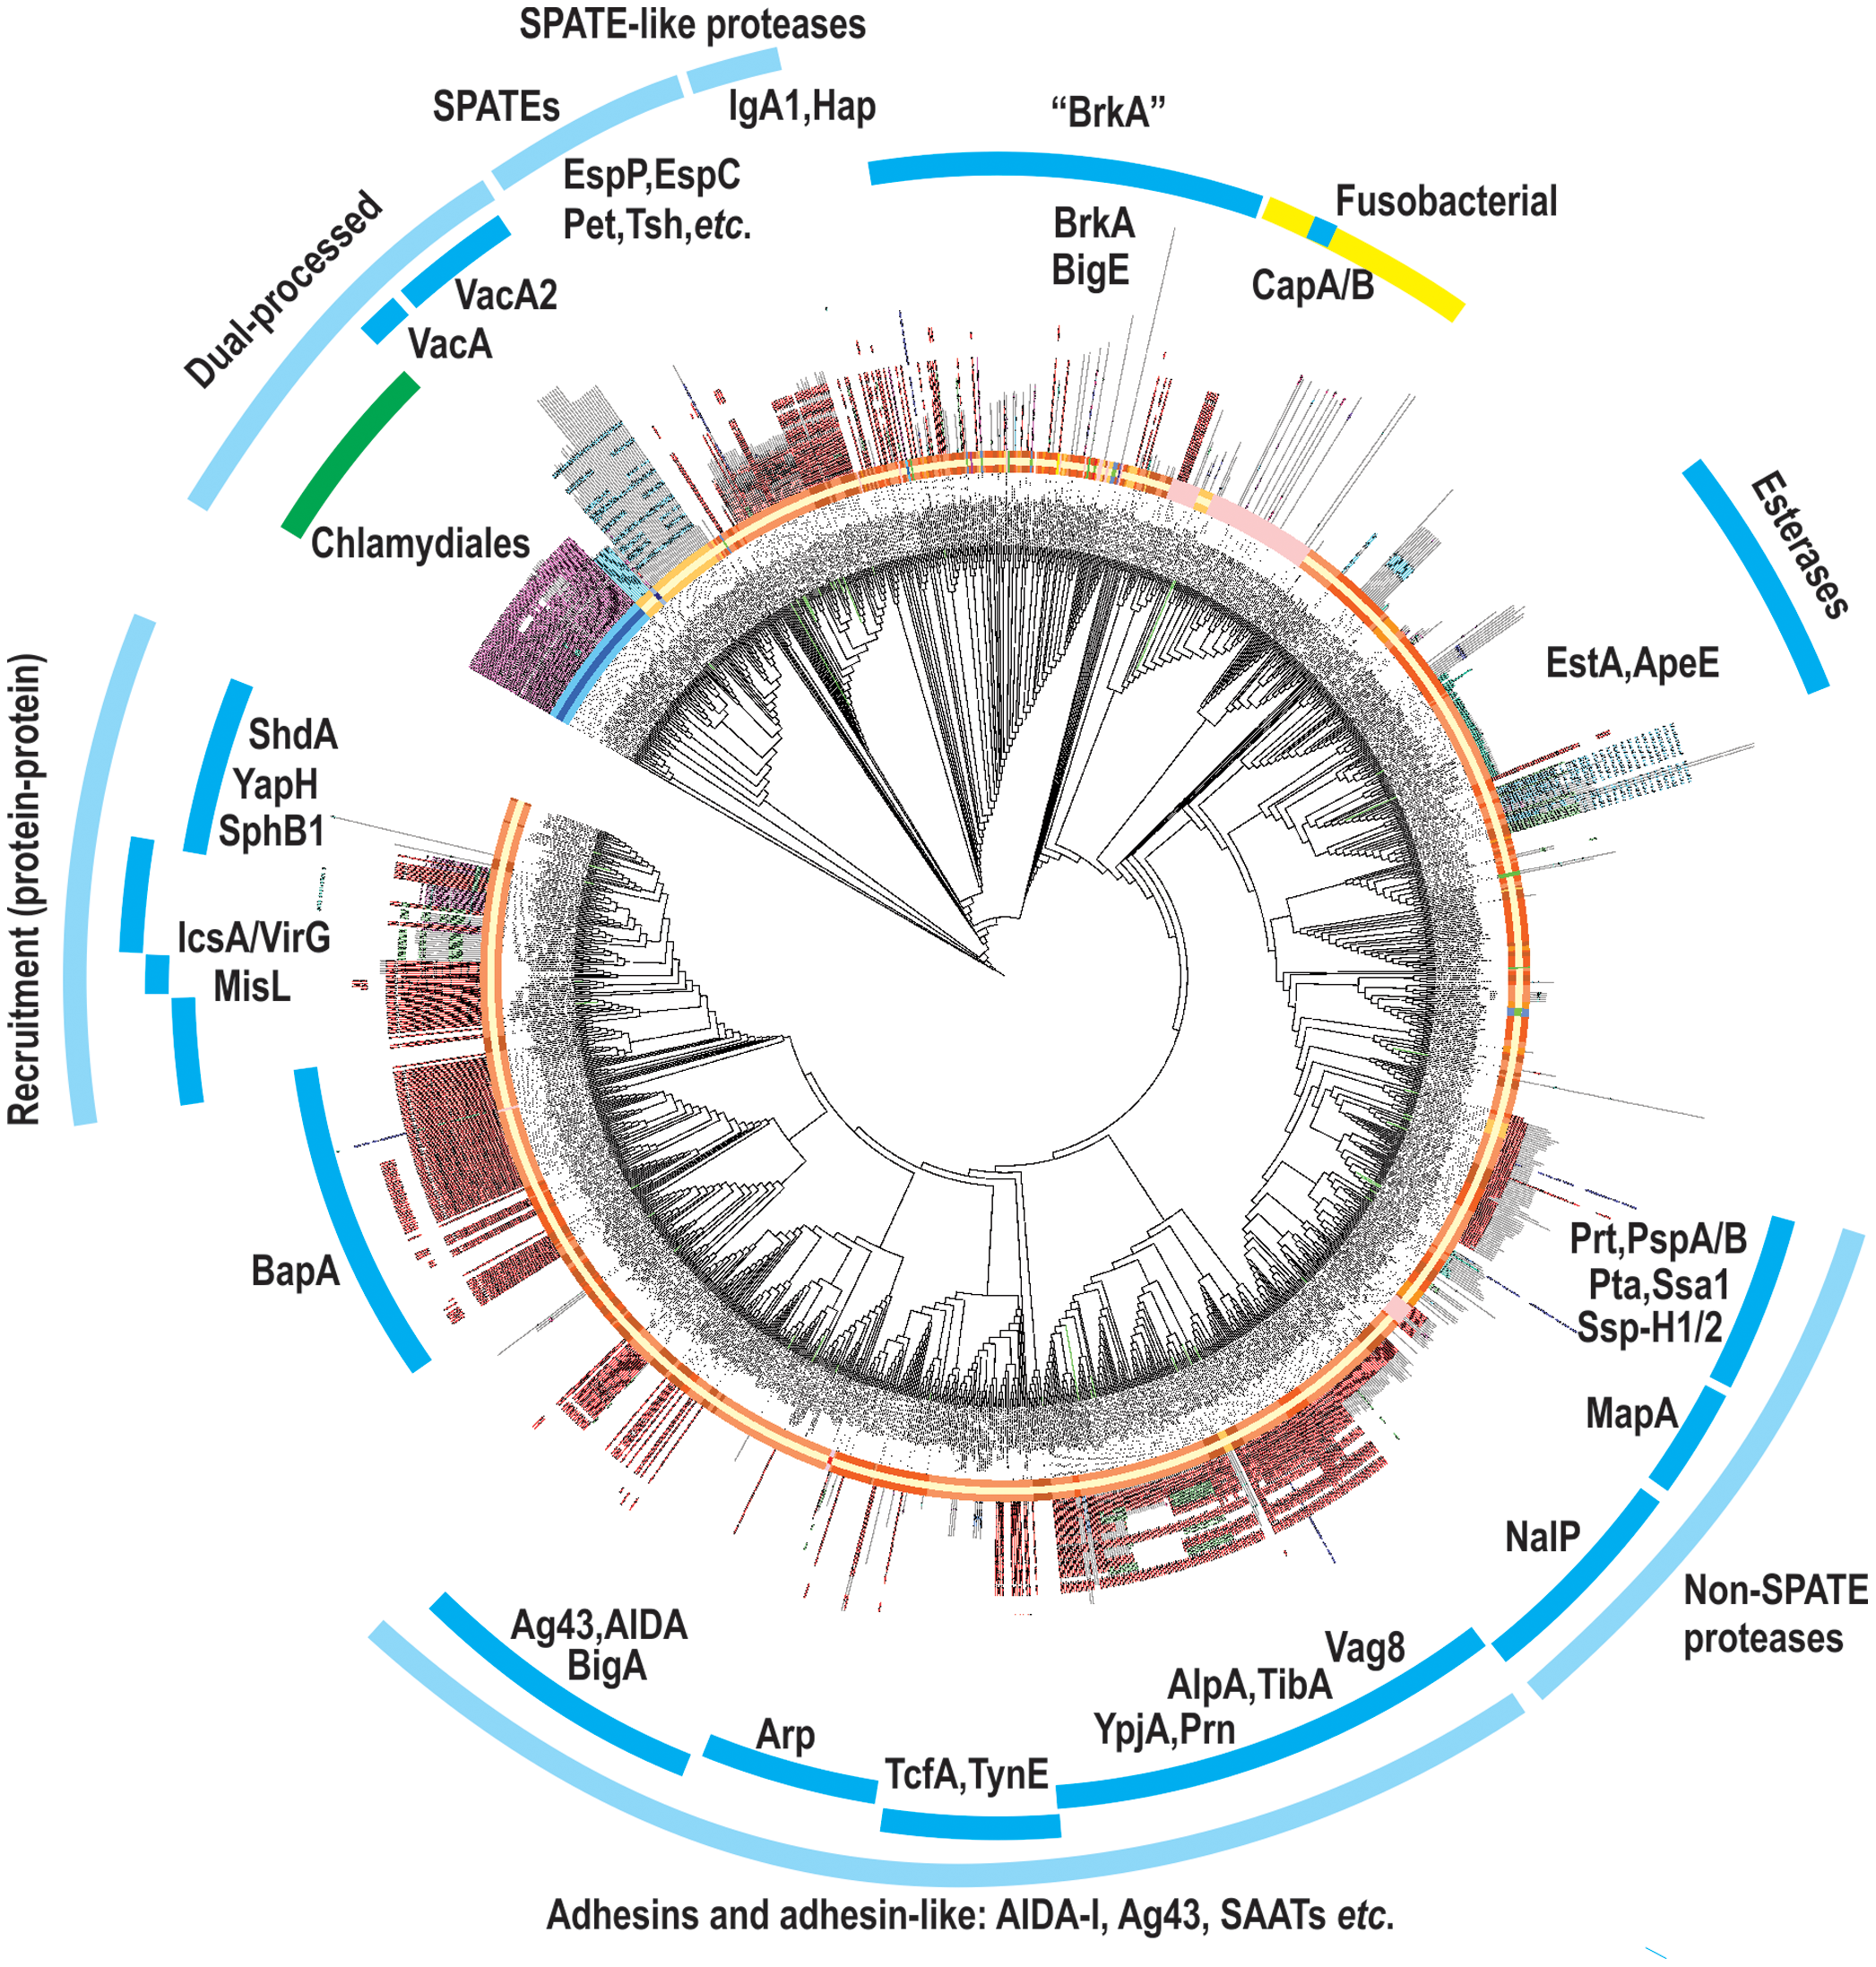 SPATE-like proteases
SPATEs
IgA1,Hap
EspP,EspC
Pet,Tsh,etc.
“BrkA”
BrkA
BigE
Fusobacterial
CapA/B
Dual-processed
VacA2
VacA
Chlamydiales
Esterases
EstA,ApeE
Recruitment (protein-protein)
ShdA
YapH
SphB1
IcsA/VirG
MisL
BapA
Prt,PspA/B
Pta,Ssa1
Ssp-H1/2
MapA
NalP
Non-SPATE
proteases
Vag8
AlpA,TibA
YpjA,Prn
TcfA,TynE
Arp
Ag43,AIDA
BigA
Adhesins and adhesin-like: AIDA-I, Ag43, SAATs etc.